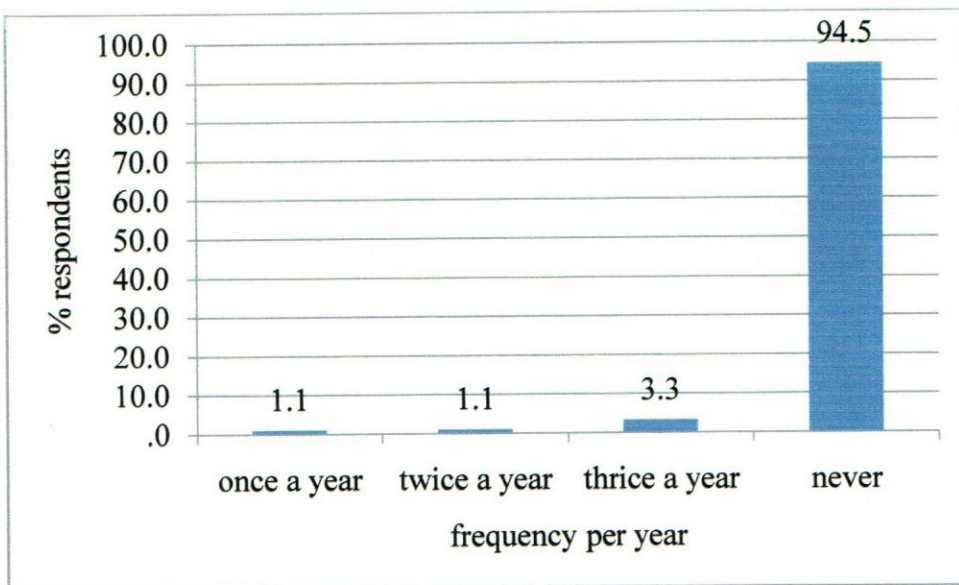 94.5
100.0
90.0
80.0
70.0
60.0
50.0
40.0
30.0
20.0
10.0
.0
% respondents
1.1
1.1
3.3
once a year
twice a year
thrice a year
never
frequency per year